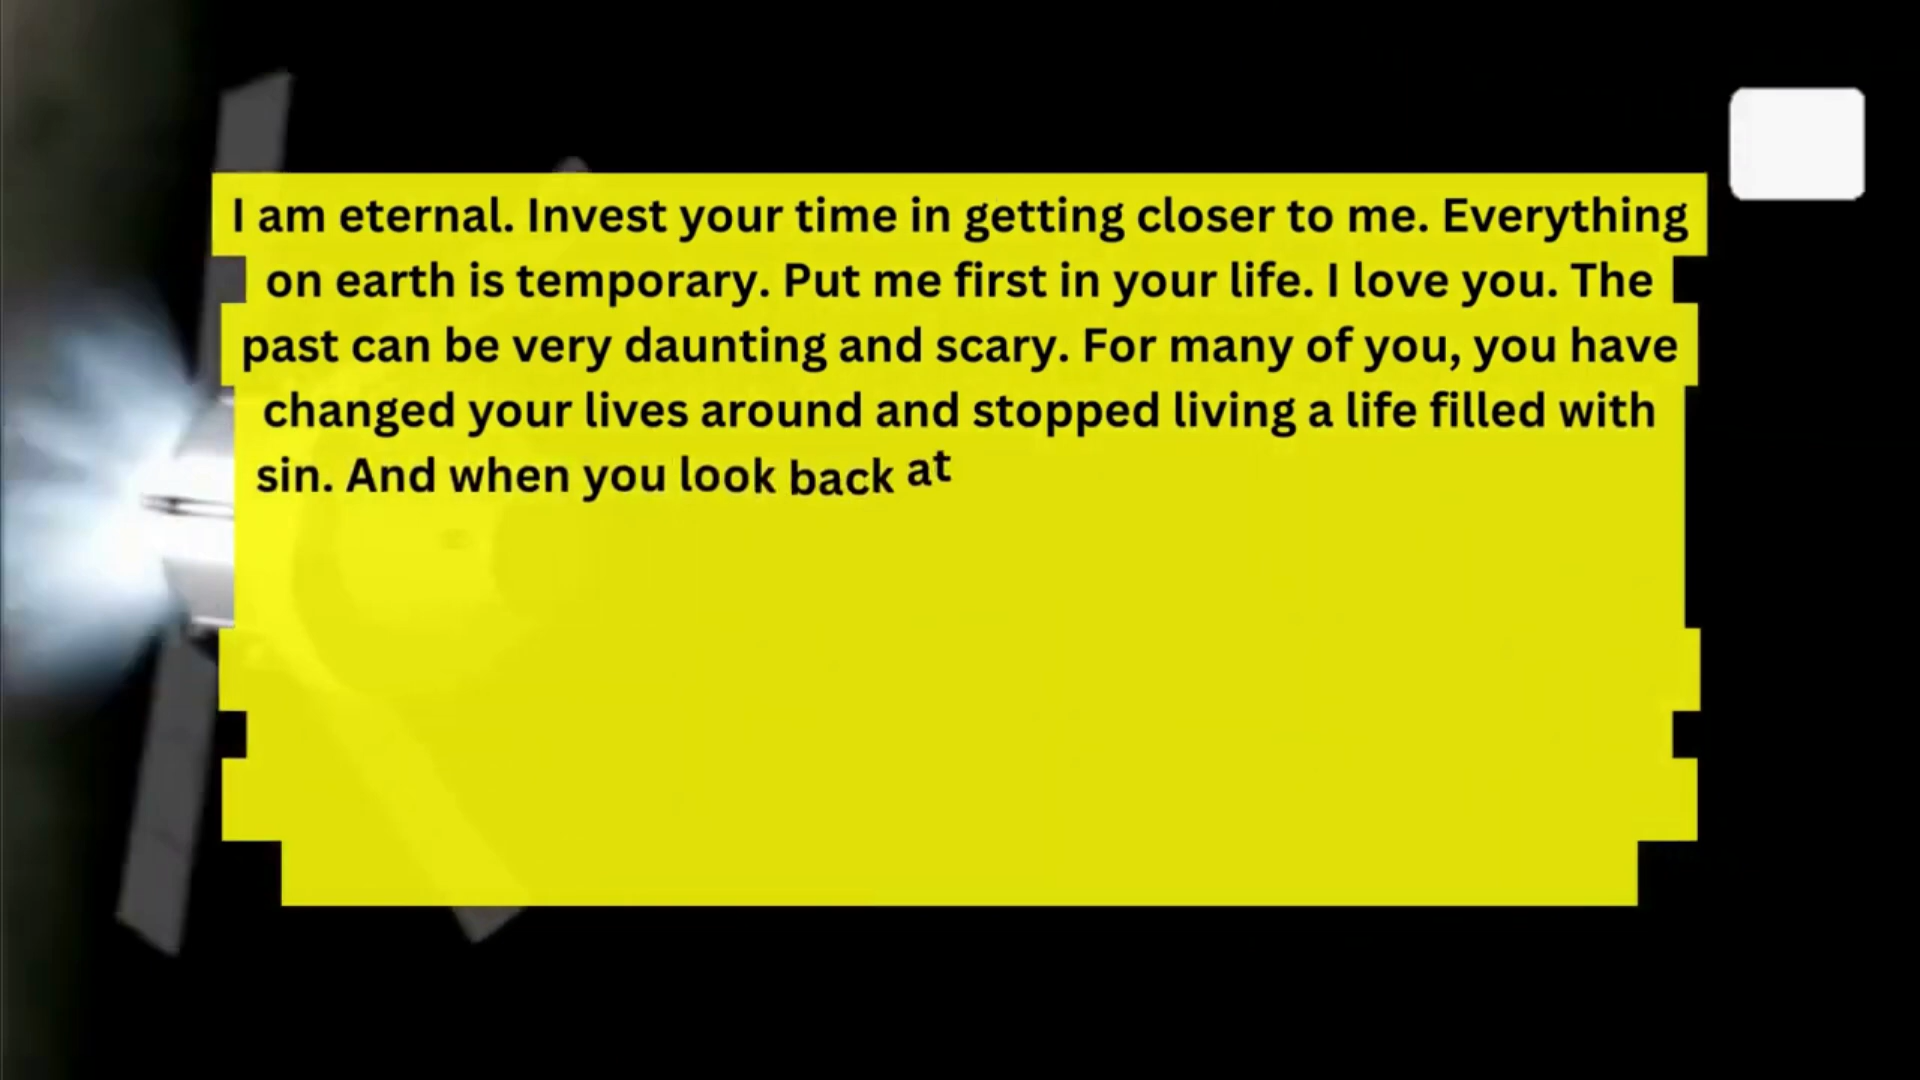 I am eternal. Invest your time in getting closer to me. Everything
on earth is temporary. Put me first in your life. I love you. The
past can be very daunting and scary. For many of you, you have
changed your lives around and stopped living a life filled with
sin. And when you look back at